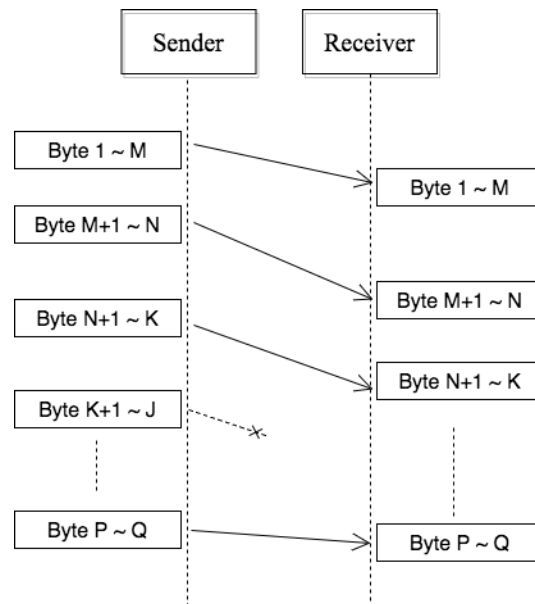 Sender Receiver
Byte 1 ~ M
Byte 1 ~ M
Byte M+1 ~ N
Byte M+1 ~ N
Byte N+1 ~ K
Byte N+1 ~ K
Byte K+1 ~ J
Byte P ~ Q
Byte P ~ Q